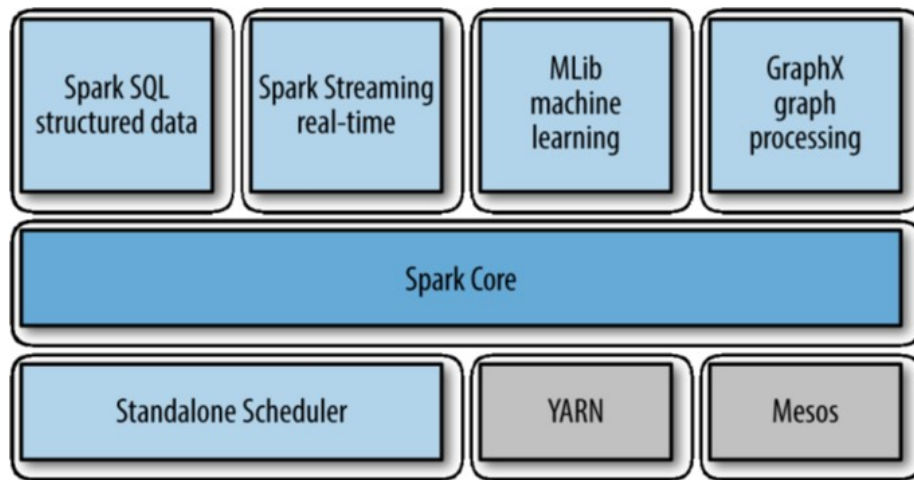 Spark SQL
structured data
Spark Streaming
real-time
MLib
machine
learning
GraphX
graph
processing
Spark Core
Standalone Scheduler
YARN
Mesos